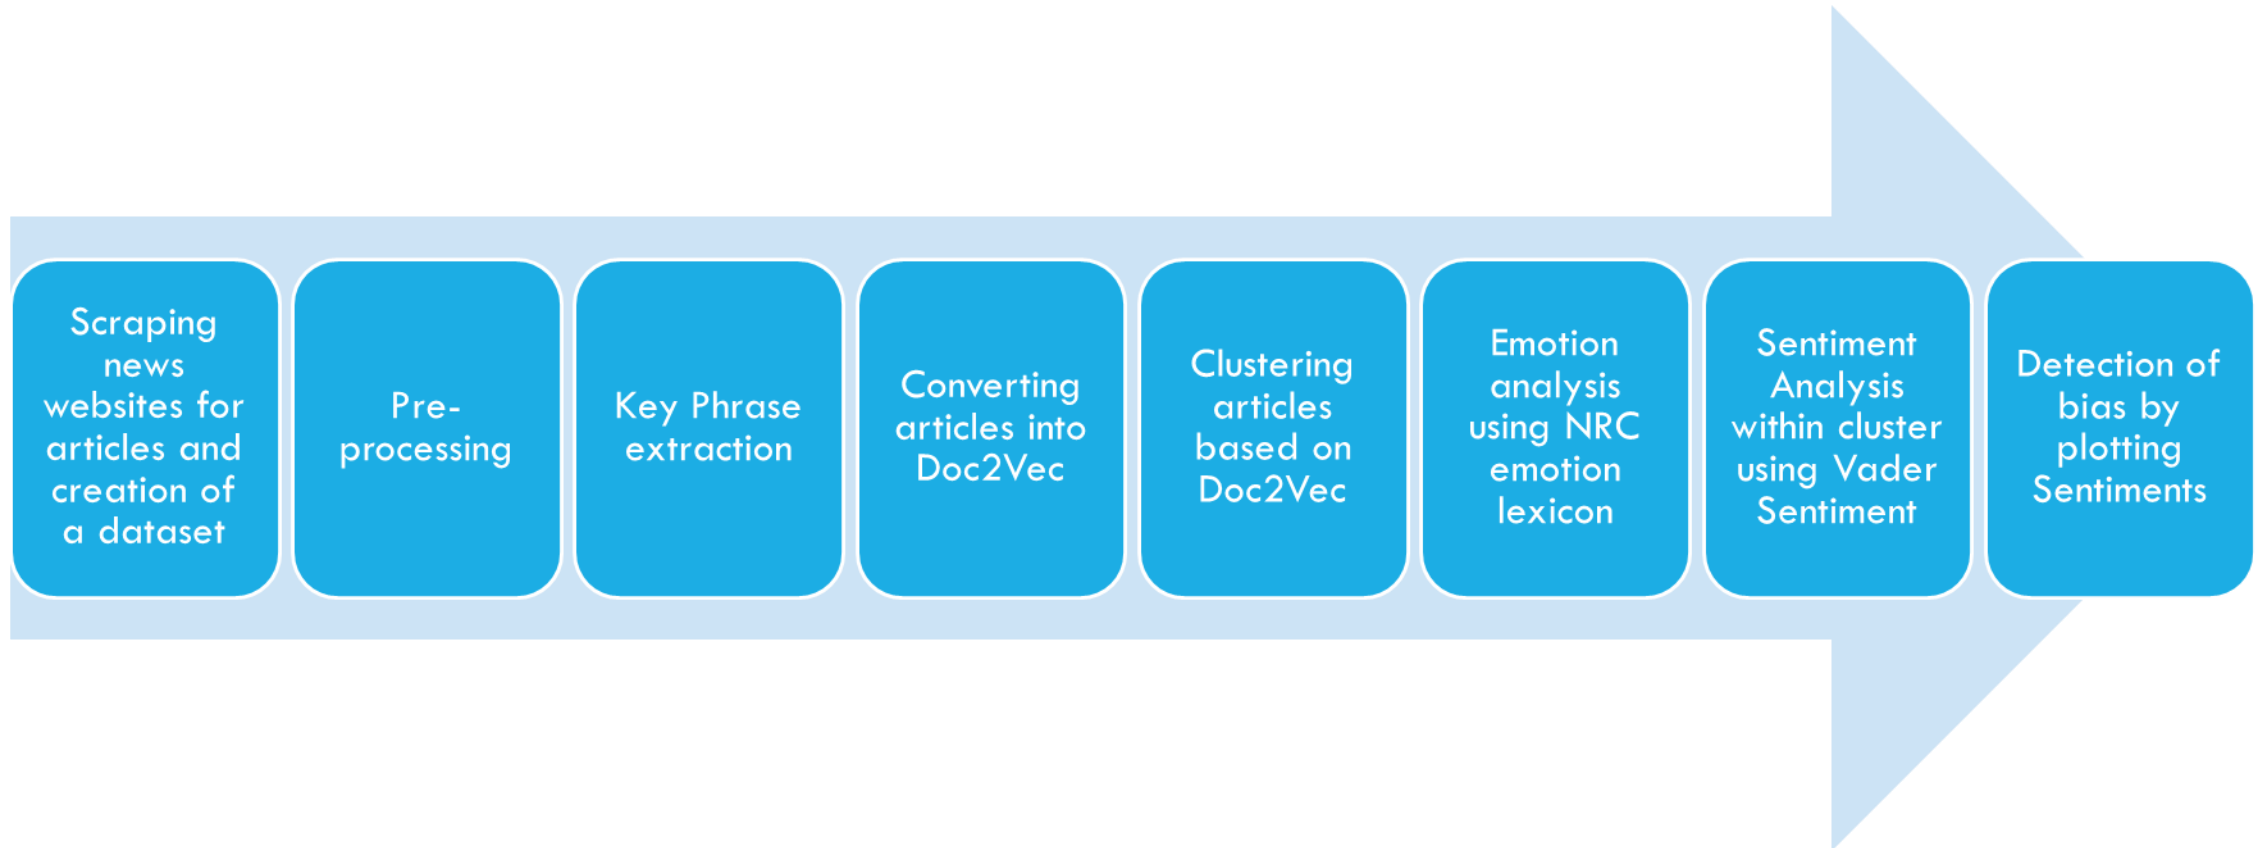 Scraping
news
websites for
articles and
creation of
a dataset
Pre-
processing
Key Phrase
extraction
Converting
articles into
Doc2Vec
Clustering
articles
based on
Doc2Vec
Emotion
analysis
using NRC
emotion
lexicon
Sentiment
Analysis
within cluster
using Vader
Sentiment
Detection of
bias by
plotting
Sentiments